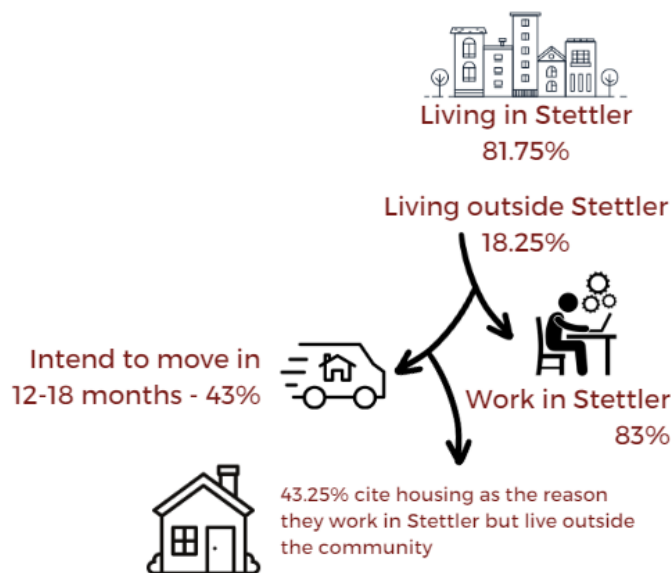 Living in Stettler
81.75%
Living outside Stettler
18.25%
Intend to move in
12-18 months - 43%
Work in Stettler
83%
43.25% cite housing as the reason
they work in Stettler but live outside
the community